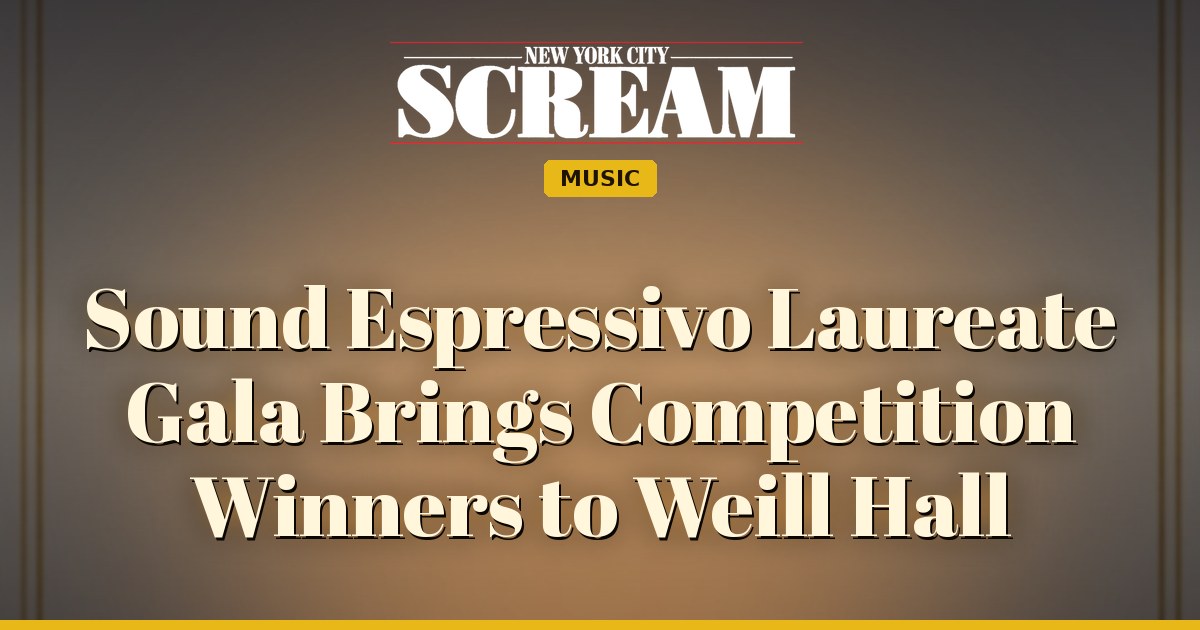 NEW YORK CITY
SCREAM
MUSIC
Sound Espressivo Laureate
Gala Brings Competition
Winners to Weill Hall